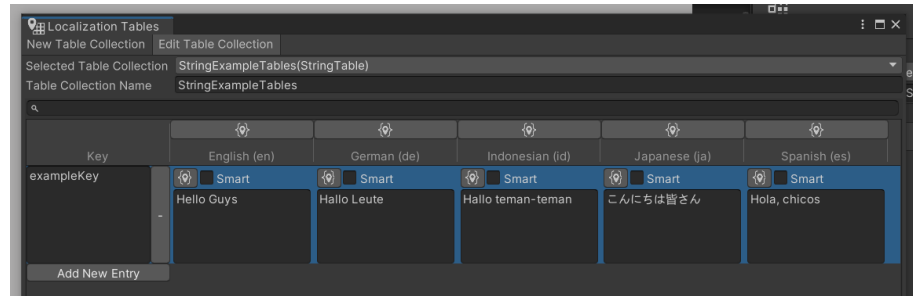 Localization Tables
New Table Collection Edit Table Collection
Selected Table Collection StringExampleTables(StringTable)
Table Collection Name StringExampleTables
Key English (en) German (de) Indonesian (id) Japanese (ja) Spanish (es)
exampleKey Smart Smart Smart Smart Smart
- Hello Guys Hallo Leute Hallo teman-teman こんにちは皆さん Hola, chicos
Add New Entry